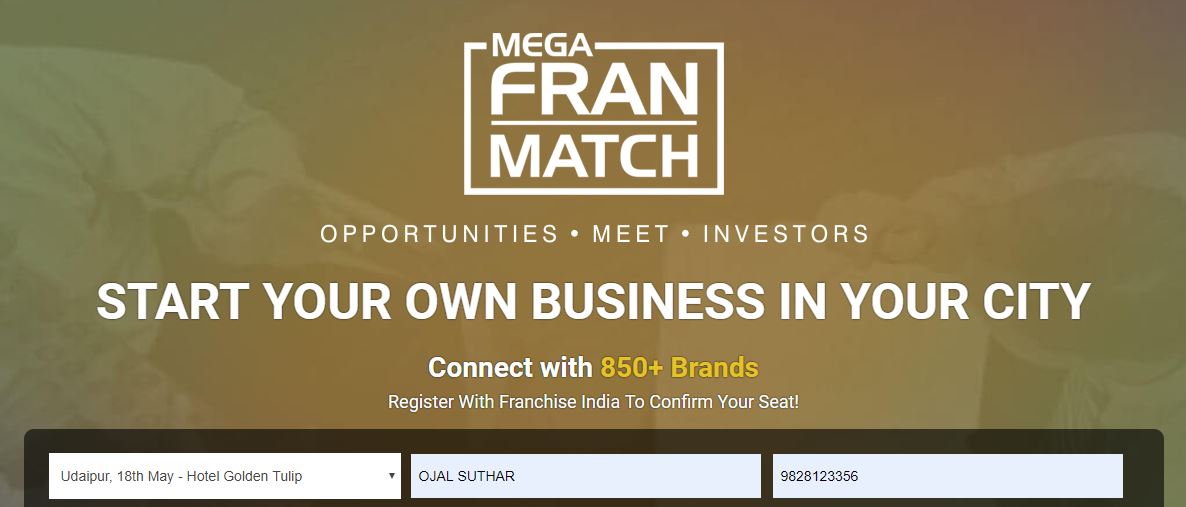 MEGA
FRAN
MATCH
OPPORTUNITIES • MEET • INVESTORS
START YOUR OWN BUSINESS IN YOUR CITY
Connect with 850+ Brands
Register With Franchise India To Confirm Your Seat!
Udaipur, 18th May - Hotel Golden Tulip OJAL SUTHAR 9828123356